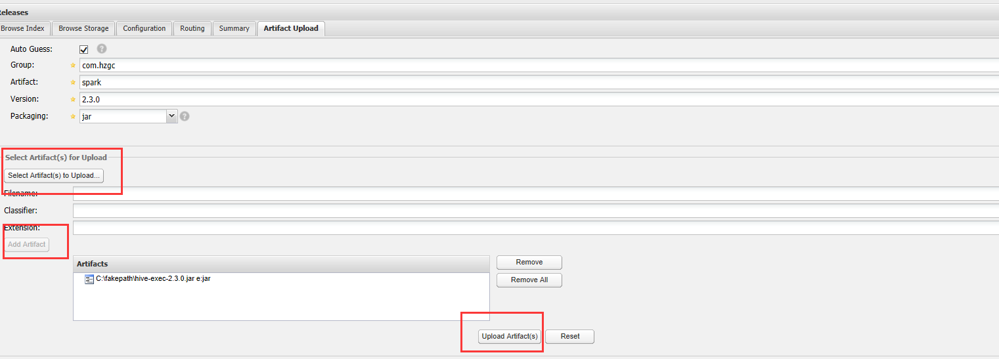 Releases
Browse Index Browse Storage Configuration Routing Summary Artifact Upload
Auto Guess: ?
Group: com.hzgc
Artifact: spark
Version: 2.3.0
Packaging: jar ?
Select Artifact(s) for Upload
Select Artifact(s) to Upload...
Filename:
Classifier:
Extension:
Add Artifact
Artifacts
Remove
C:\fakepath\hive-exec-2.3.0.jar e:jar
Remove All
Upload Artifact(s) Reset